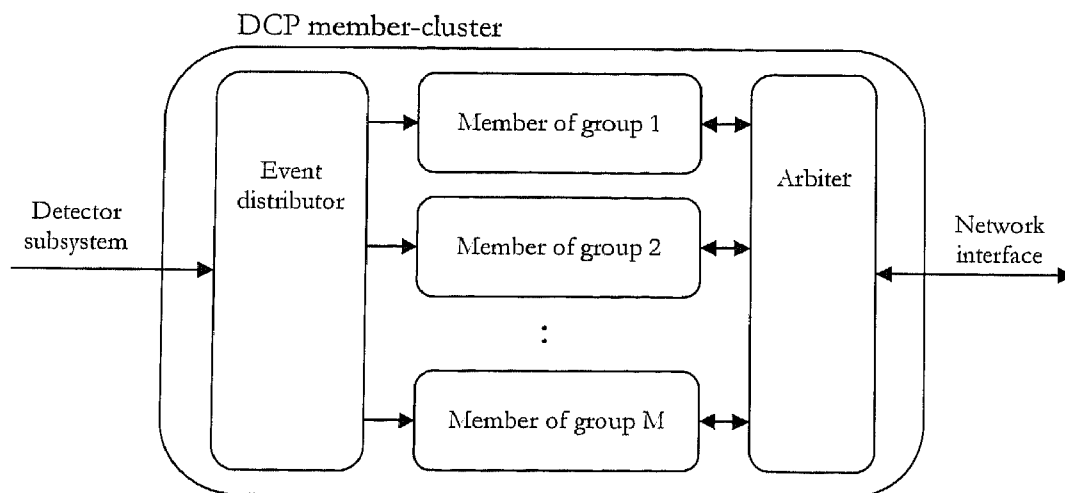 DCP member-cluster
Detector
subsystem
Event
distributor
Member of group 1
Member of group 2
:
Member of group M
Arbiter
Network
interface